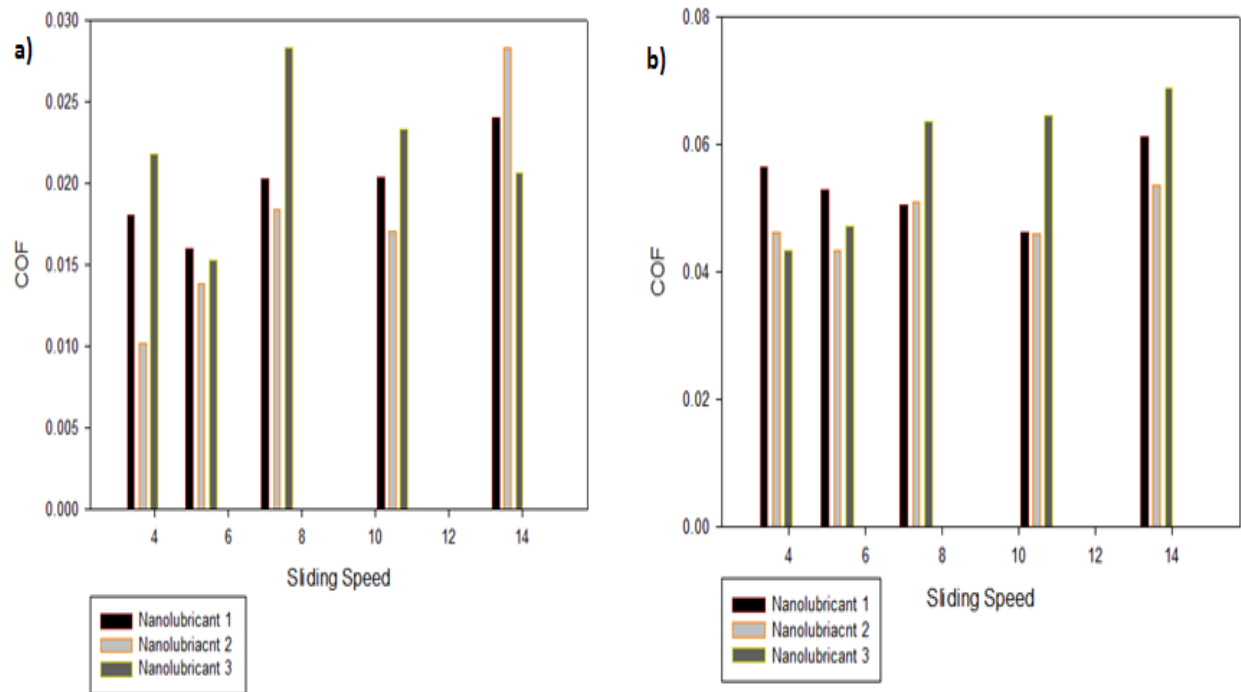 a)
0.030
0.025
0.020
0.015
0.010
0.005
0.000
COF
4 6 8 10 12 14
Sliding Speed
Nanolubricant 1
Nanolubriacnt 2
Nanolubricant 3
b)
0.08
0.06
0.04
0.02
0.00
COF
4 6 8 10 12 14
Sliding Speed
Nanolubricant 1
Nanolubriacnt 2
Nanolubricant 3